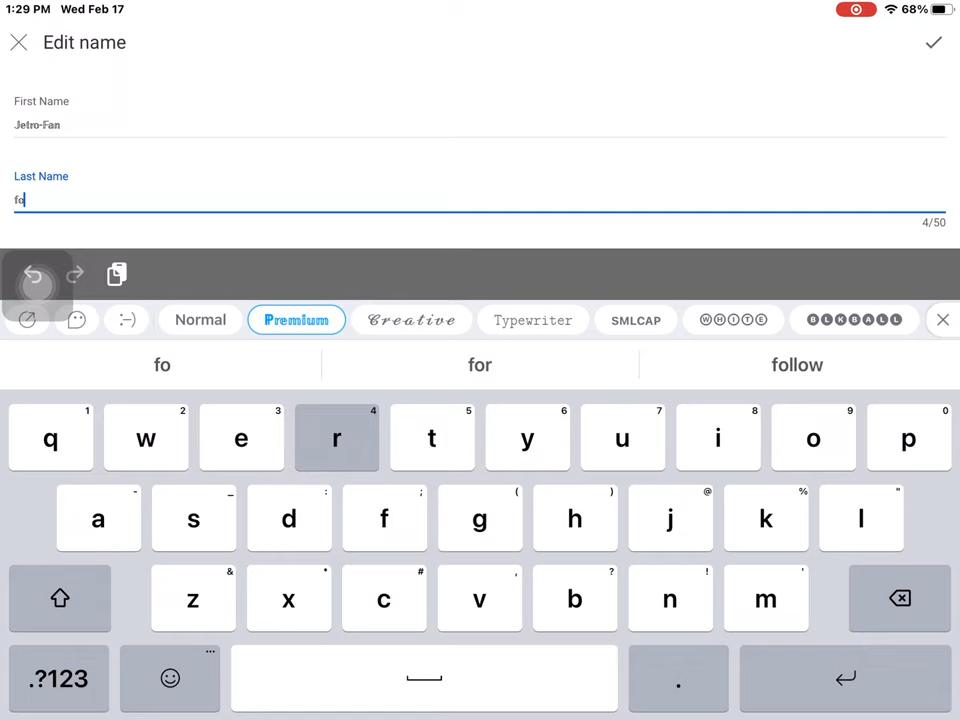 1:29 PM Wed Feb 17 68%
Edit name
First Name
𝕁𝕖𝕥𝕣𝕠-𝔽𝕒𝕟
Last Name
𝕗𝕠
4/50
:-) Normal ℙ𝕣𝕖𝕞𝕚𝕦𝕞 𝓒𝓻𝓮𝓪𝓽𝓲𝓿𝓮 𝚃𝚢𝚙𝚎𝚠𝚛𝚒𝚝𝚎𝚛 SMLCAP ⓌⒽⒾⓉⒺ 🅑🅛🅚🅑🅐🅛🅛
fo for follow
q 1 w 2 e 3 r 4 t 5 y 6 u 7 i 8 o 9 p 0
a - s _ d : f ; g ( h ) j @ k % l "
z & x * c # v , b ? n ! m '
.?123 ... .